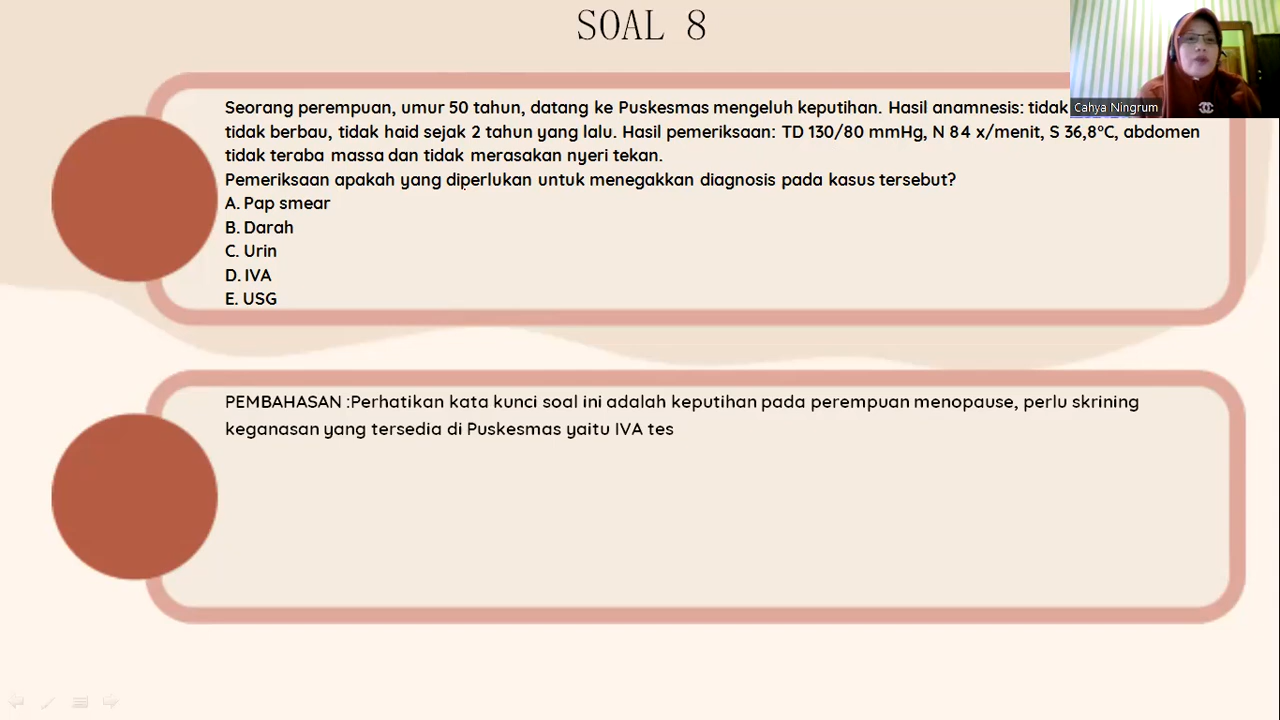 SOAL 8
Seorang perempuan, umur 50 tahun, datang ke Puskesmas mengeluh keputihan. Hasil anamnesis: tidak
tidak berbau, tidak haid sejak 2 tahun yang lalu. Hasil pemeriksaan: TD 130/80 mmHg, N 84 x/menit, S 36,8°C, abdomen
tidak teraba massa dan tidak merasakan nyeri tekan.
Pemeriksaan apakah yang diperlukan untuk menegakkan diagnosis pada kasus tersebut?
A. Pap smear
B. Darah
C. Urin
D. IVA
E. USG
Cahya Ningrum
PEMBAHASAN :Perhatikan kata kunci soal ini adalah keputihan pada perempuan menopause, perlu skrining
keganasan yang tersedia di Puskesmas yaitu IVA tes